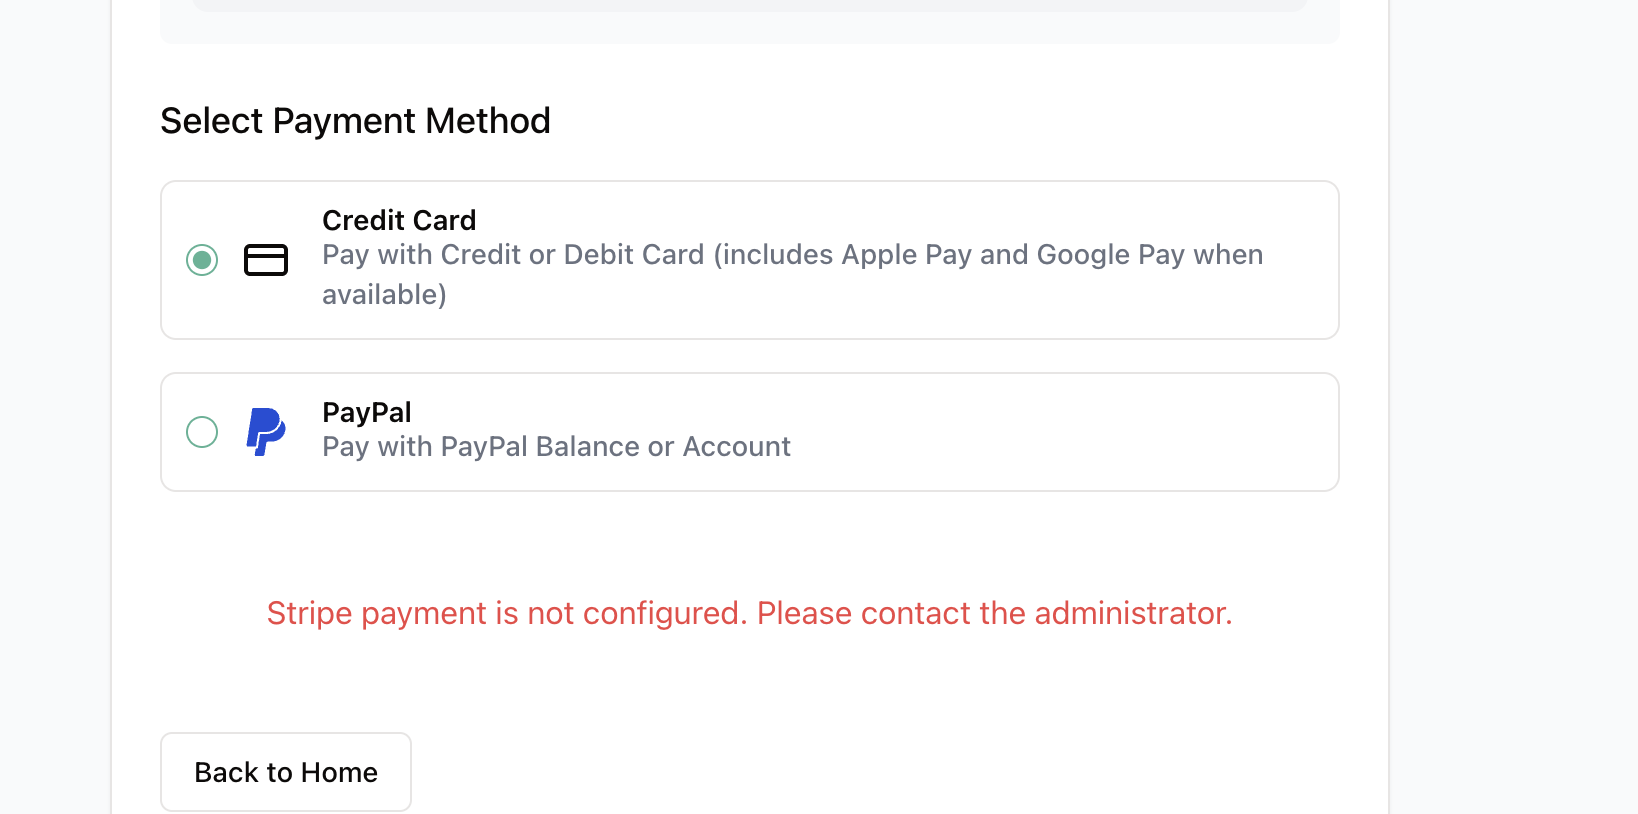 Select Payment Method
Credit Card
Pay with Credit or Debit Card (includes Apple Pay and Google Pay when
available)
PayPal
Pay with PayPal Balance or Account
Stripe payment is not configured. Please contact the administrator.
Back to Home